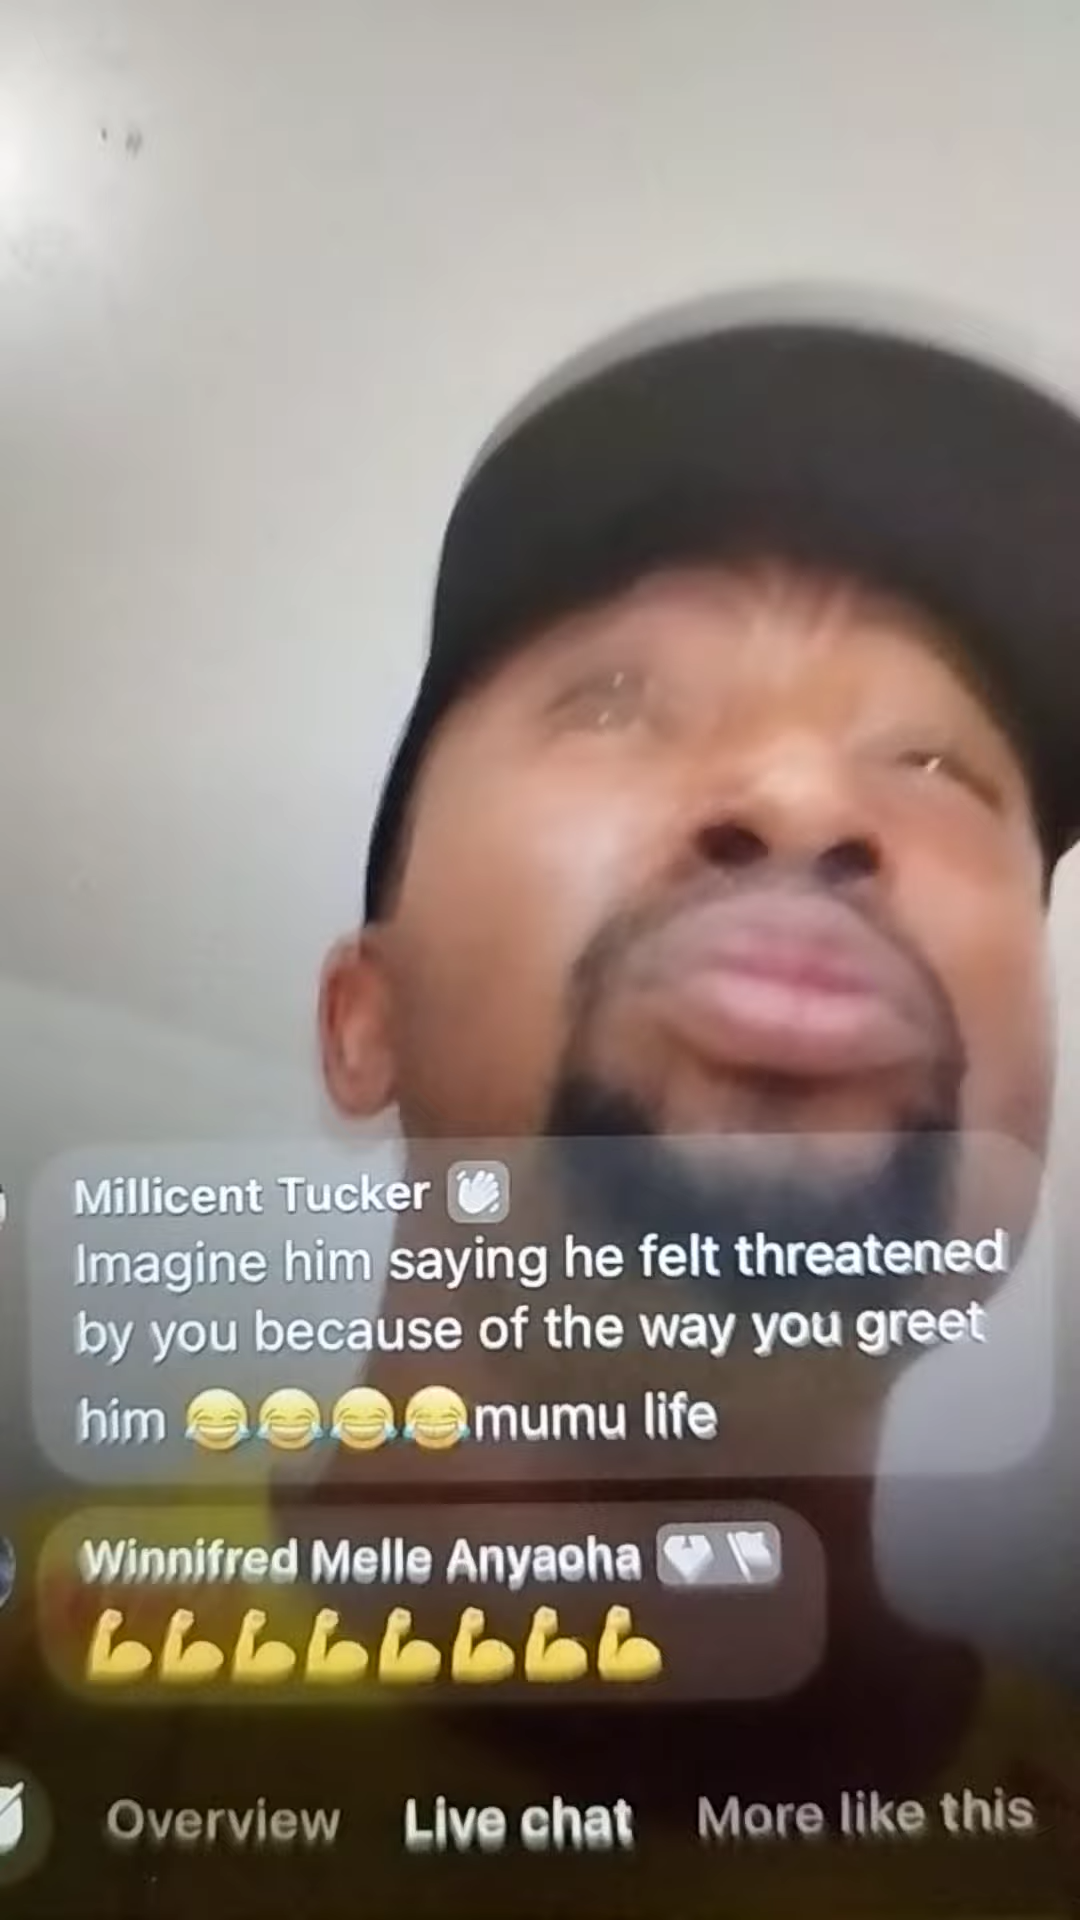 Millicent Tucker
Imagine him saying he felt threatened
by you because of the way you greet
him 😂😂😂😂mumu life
Winnifred Melle Anyaoha
💪💪💪💪💪💪💪💪
Overview Live chat More like this